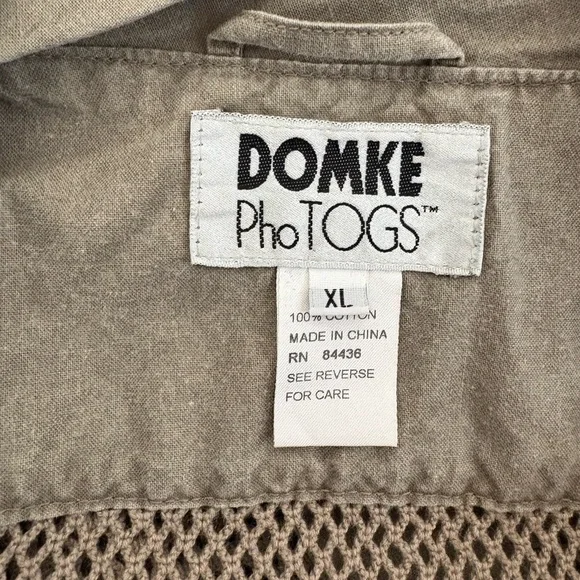 DOMKE
PhoTOGS™
XL
100% COTTON
MADE IN CHINA
RN 84436
SEE REVERSE
FOR CARE